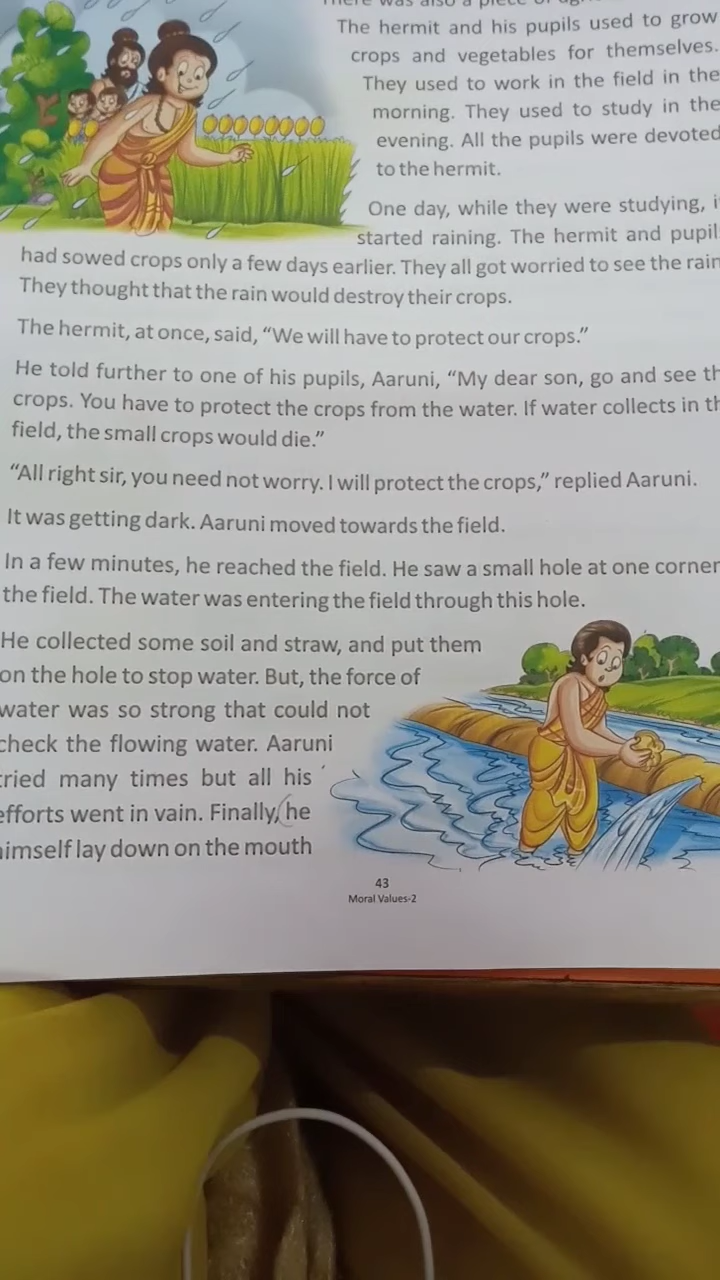 There was also a piece of
The hermit and his pupils used to grow
crops and vegetables for themselves.
They used to work in the field in the
morning. They used to study in the
evening. All the pupils were devoted
to the hermit.
One day, while they were studying, i
started raining. The hermit and pupil
had sowed crops only a few days earlier. They all got worried to see the rain
They thought that the rain would destroy their crops.
The hermit, at once, said, “We will have to protect our crops.”
He told further to one of his pupils, Aaruni, “My dear son, go and see th
crops. You have to protect the crops from the water. If water collects in th
field, the small crops would die.”
“All right sir, you need not worry. I will protect the crops,” replied Aaruni.
It was getting dark. Aaruni moved towards the field.
In a few minutes, he reached the field. He saw a small hole at one corner
the field. The water was entering the field through this hole.
He collected some soil and straw, and put them
on the hole to stop water. But, the force of
water was so strong that could not
check the flowing water. Aaruni
tried many times but all his
efforts went in vain. Finally, he
himself lay down on the mouth
43
Moral Values-2